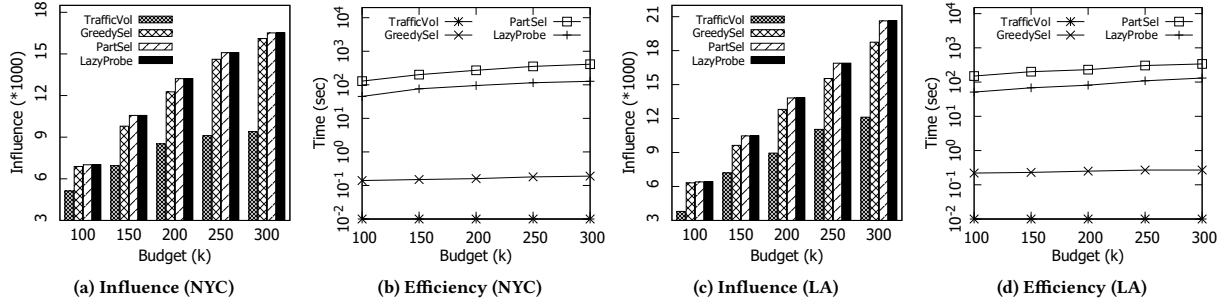 18
15
12
9
6
3
Influence (*1000)
TrafficVol
GreedySel
PartSel
LazyProbe
100 150 200 250 300
Budget (k)
(a) Influence (NYC)
10^4
10^3
10^2
10^1
10^0
10^-1
10^-2
Time (sec)
TrafficVol PartSel
GreedySel LazyProbe
100 150 200 250 300
Budget (k)
(b) Efficiency (NYC)
21
18
15
12
9
6
3
Influence (*1000)
TrafficVol
GreedySel
PartSel
LazyProbe
100 150 200 250 300
Budget (k)
(c) Influence (LA)
10^4
10^3
10^2
10^1
10^0
10^-1
10^-2
Time (sec)
TrafficVol PartSel
GreedySel LazyProbe
100 150 200 250 300
Budget (k)
(d) Efficiency (LA)